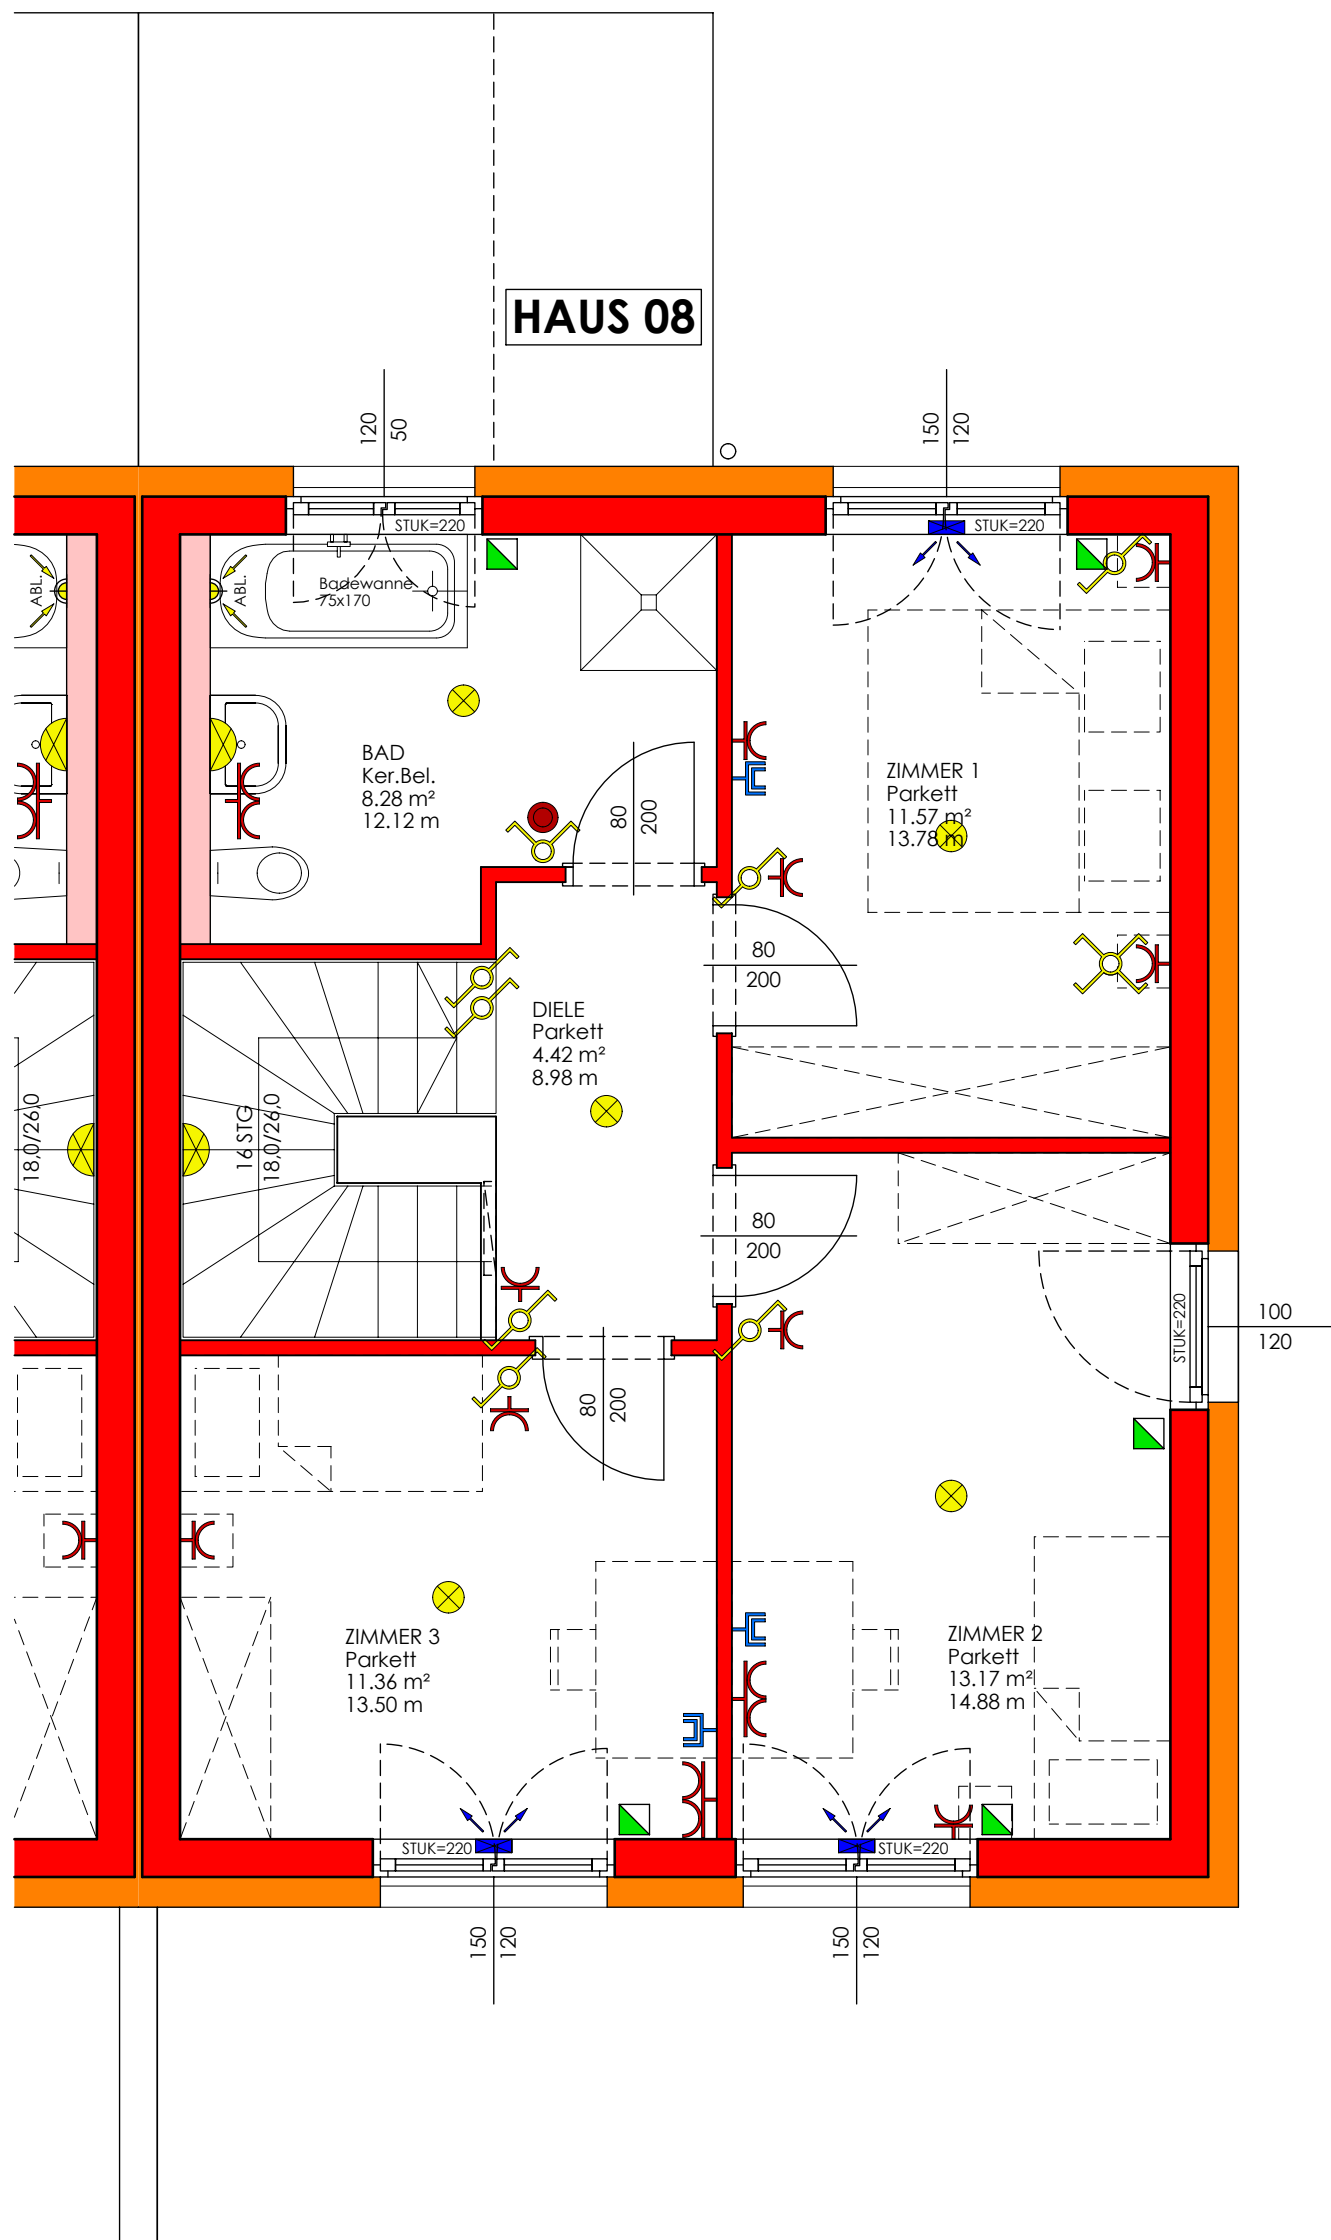 HAUS 08
120
50
150
120
STUK=220
STUK=220
ABL.
ABL.
Badewanne
75x170
BAD
Ker.Bel.
8.28 m²
12.12 m
80
200
ZIMMER 1
Parkett
11.57 m²
13.78 m
80
200
DIELE
Parkett
4.42 m²
8.98 m
18,0/26,0
16 STG
18,0/26,0
80
200
STUK=220
100
120
80
200
ZIMMER 3
Parkett
11.36 m²
13.50 m
ZIMMER 2
Parkett
13.17 m²
14.88 m
STUK=220
STUK=220
150
120
150
120